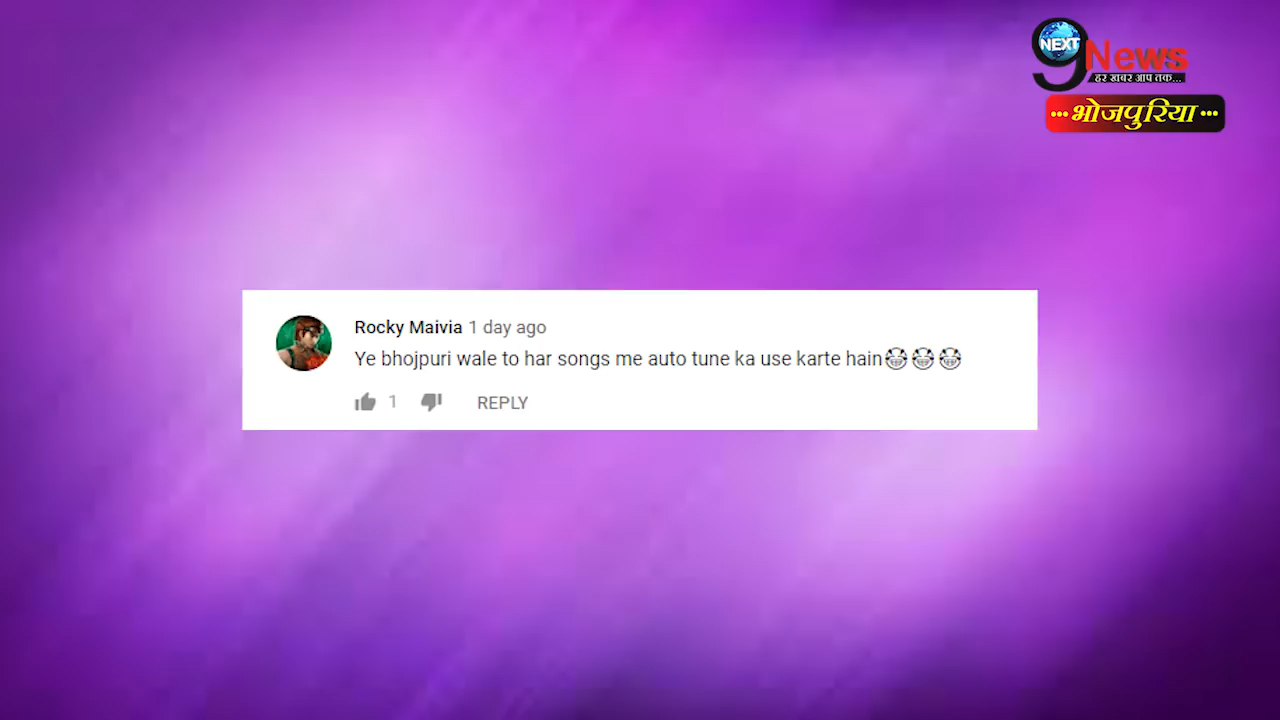 NEXT
9News
हर खबर आप तक...
...भोजपुरिया...
Rocky Maivia 1 day ago
Ye bhojpuri wale to har songs me auto tune ka use karte hain😂😂😂
1 REPLY